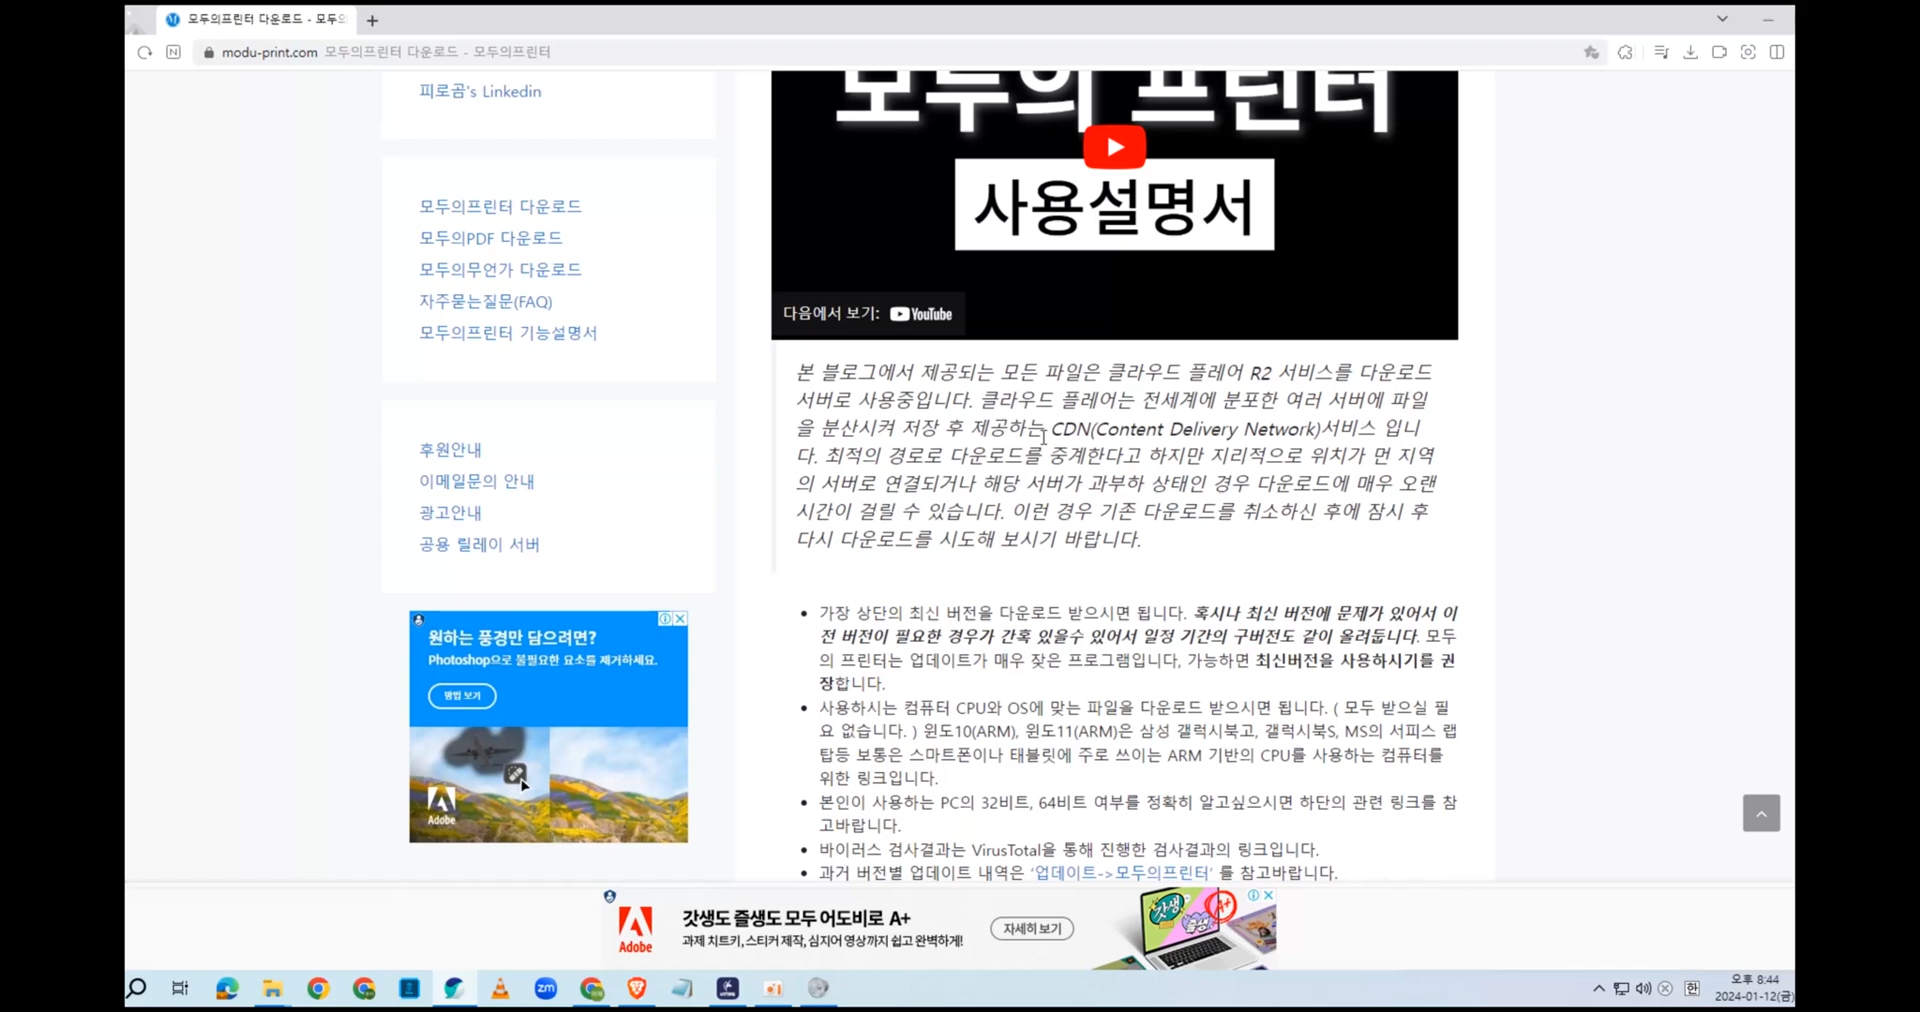 모두의프린터 다운로드 - 모두의
modu-print.com 모두의프린터 다운로드 - 모두의프린터
피로곰's Linkedin
모두의프린터 다운로드
모두의PDF 다운로드
모두의무언가 다운로드
자주묻는질문(FAQ)
모두의프린터 기능설명서
후원안내
이메일문의 안내
광고안내
공용 릴레이 서버
원하는 풍경만 담으려면?
Photoshop으로 불필요한 요소를 제거하세요.
방법 보기
Adobe
모두의 프린터
사용설명서
다음에서 보기: YouTube
본 블로그에서 제공되는 모든 파일은 클라우드 플레어 R2 서비스를 다운로드
서버로 사용중입니다. 클라우드 플레어는 전세계에 분포한 여러 서버에 파일
을 분산시켜 저장 후 제공하는 CDN(Content Delivery Network)서비스 입니
다. 최적의 경로로 다운로드를 중계한다고 하지만 지리적으로 위치가 먼 지역
의 서버로 연결되거나 해당 서버가 과부하 상태인 경우 다운로드에 매우 오랜
시간이 걸릴 수 있습니다. 이런 경우 기존 다운로드를 취소하신 후에 잠시 후
다시 다운로드를 시도해 보시기 바랍니다.
가장 상단의 최신 버전을 다운로드 받으시면 됩니다. 혹시나 최신 버전에 문제가 있어서 이
전 버전이 필요한 경우가 간혹 있을수 있어서 일정 기간의 구버전도 같이 올려둡니다. 모두
의 프린터는 업데이트가 매우 잦은 프로그램입니다, 가능하면 최신버전을 사용하시기를 권
장합니다.
사용하시는 컴퓨터 CPU와 OS에 맞는 파일을 다운로드 받으시면 됩니다. ( 모두 받으실 필
요 없습니다. ) 윈도10(ARM), 윈도11(ARM)은 삼성 갤럭시북고, 갤럭시북S, MS의 서피스 랩
탑등 보통은 스마트폰이나 태블릿에 주로 쓰이는 ARM 기반의 CPU를 사용하는 컴퓨터를
위한 링크입니다.
본인이 사용하는 PC의 32비트, 64비트 여부를 정확히 알고싶으시면 하단의 관련 링크를 참
고바랍니다.
바이러스 검사결과는 VirusTotal을 통해 진행한 검사결과의 링크입니다.
과거 버전별 업데이트 내역은 '업데이트->모두의프린터' 를 참고바랍니다.
Adobe
갓생도 즐생도 모두 어도비로 A+
과제 치트키, 스티커 제작, 심지어 영상까지 쉽고 완벽하게!
자세히 보기
갓생
즐생
A+
zm
한
오후 8:44
2024-01-12(금)